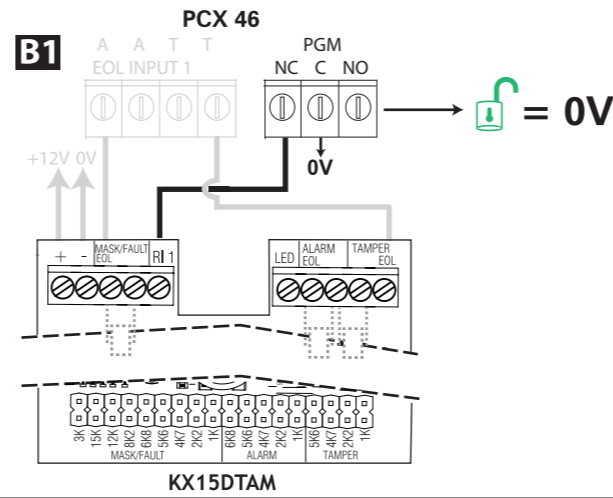 PCX 46
B1
A A T T
EOL INPUT 1
PGM
NC C NO
= 0V
0V
+12V 0V
+ - MASK/FAULT EOL RI 1
LED ALARM EOL TAMPER EOL
3K 15K 12K 8K2 6K8 5K6 4K7 2K2 1K 6K8 5K6 4K7 2K2 1K 5K6 4K7 2K2 1K
MASK/FAULT ALARM TAMPER
KX15DTAM